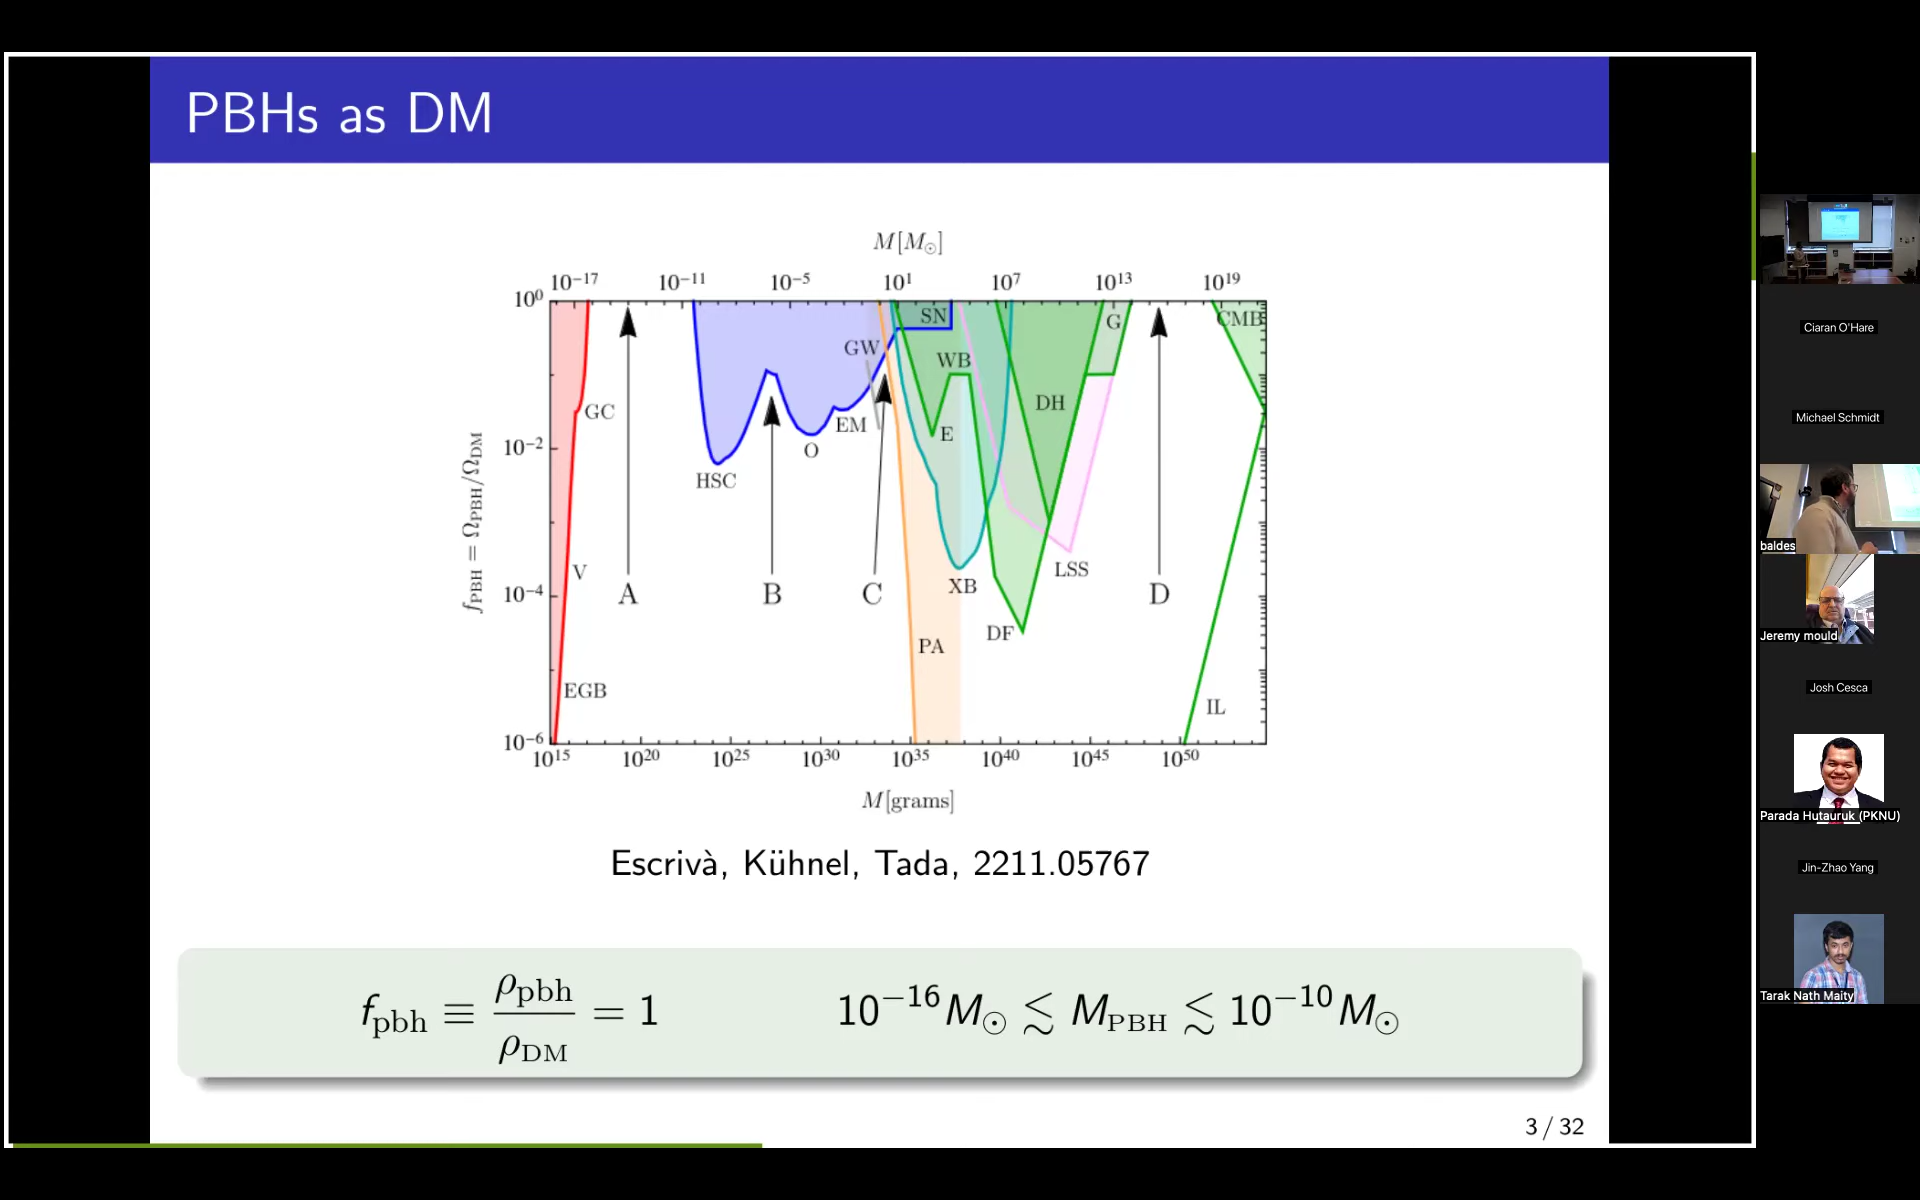 PBHs as DM
M[M☉]
10⁻¹⁷ 10⁻¹¹ 10⁻⁵ 10¹ 10⁷ 10¹³ 10¹⁹
10⁰
10⁻²
10⁻⁴
10⁻⁶
f_PBH = Ω_PBH/Ω_DM
SN
G
CMB
GW
WB
GC
DH
EM
E
O
HSC
V
XB
LSS
A
B
C
D
DF
PA
EGB
IL
10¹⁵ 10²⁰ 10²⁵ 10³⁰ 10³⁵ 10⁴⁰ 10⁴⁵ 10⁵⁰
M[grams]
Escrivà, Kühnel, Tada, 2211.05767
f_pbh ≡ ρ_pbh/ρ_DM = 1
10⁻¹⁶M☉ ≲ M_PBH ≲ 10⁻¹⁰M☉
3 / 32
Ciaran O'Hare
Michael Schmidt
baldes
Jeremy mould
Josh Cesca
Parada Hutauruk (PKNU)
Jin-Zhao Yang
Tarak Nath Maity